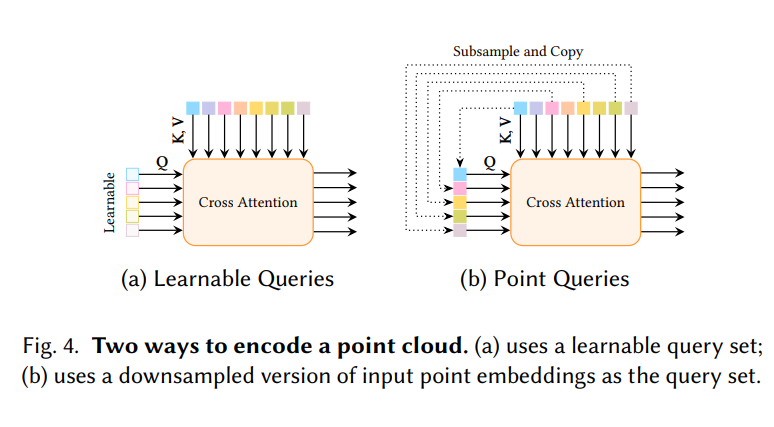 Subsample and Copy
K, V
Q
Learnable
Cross Attention
(a) Learnable Queries
K, V
Q
Cross Attention
(b) Point Queries
Fig. 4. Two ways to encode a point cloud. (a) uses a learnable query set;
(b) uses a downsampled version of input point embeddings as the query set.